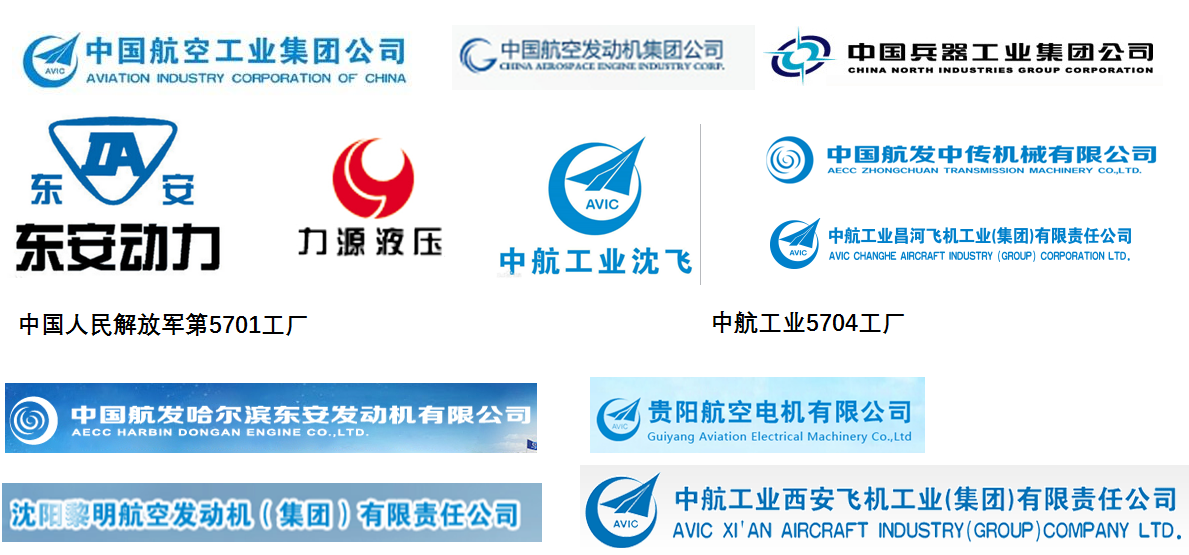 AVIC
中国航空工业集团公司
AVIATION INDUSTRY CORPORATION OF CHINA
中国航空发动机集团公司
CHINA AEROSPACE ENGINE INDUSTRY CORP.
中国兵器工业集团公司
CHINA NORTH INDUSTRIES GROUP CORPORATION
DA
东安
东安动力
力源液压
AVIC
中航工业沈飞
中国航发中传机械有限公司
AECC ZHONGCHUAN TRANSMISSION MACHINERY CO.,LTD.
AVIC
中航工业昌河飞机工业(集团)有限责任公司
AVIC CHANGHE AIRCRAFT INDUSTRY (GROUP) CORPORATION LTD.
中国人民解放军第5701工厂
中航工业5704工厂
中国航发哈尔滨东安发动机有限公司
AECC HARBIN DONGAN ENGINE CO.,LTD.
AVIC
贵阳航空电机有限公司
Guiyang Aviation Electrical Machinery Co.,Ltd
沈阳黎明航空发动机(集团)有限责任公司
AVIC
中航工业西安飞机工业(集团)有限责任公司
AVIC XI'AN AIRCRAFT INDUSTRY(GROUP)COMPANY LTD.